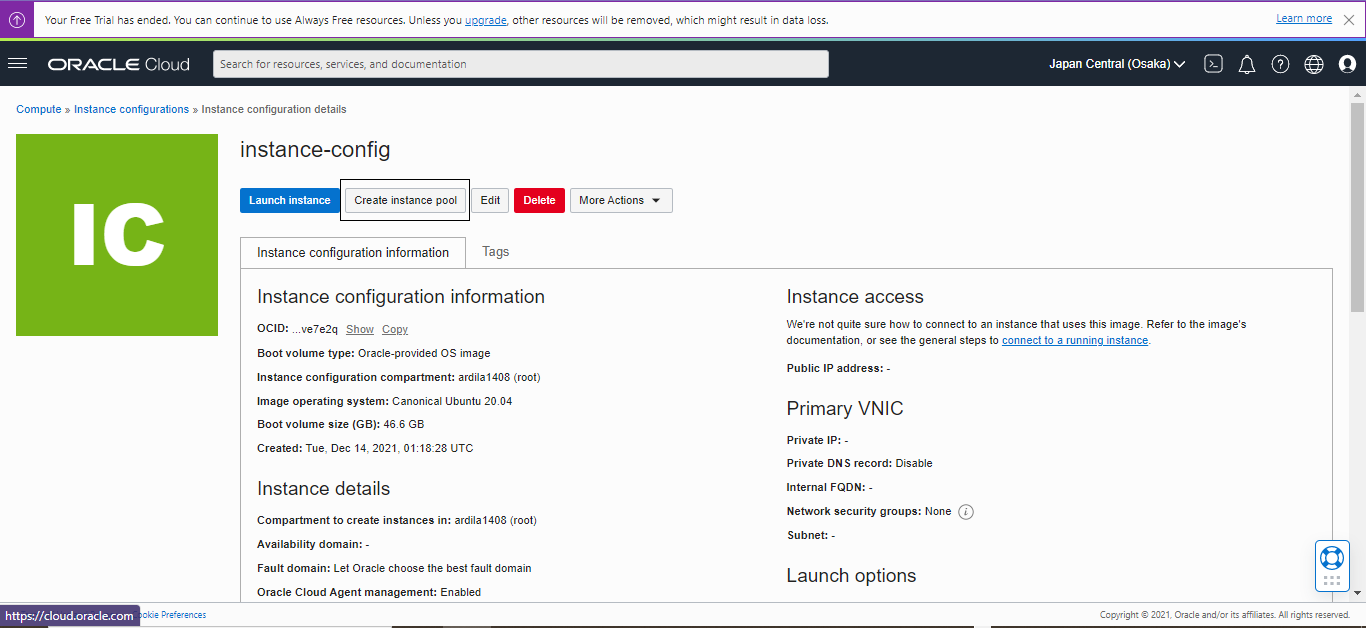 Your Free Trial has ended. You can continue to use Always Free resources. Unless you upgrade, other resources will be removed, which might result in data loss.
Learn more
ORACLE Cloud
Search for resources, services, and documentation
Japan Central (Osaka)
Compute » Instance configurations » Instance configuration details
IC
instance-config
Launch instance
Create instance pool
Edit
Delete
More Actions
Instance configuration information
Tags
Instance configuration information
OCID: ...ve7e2q Show Copy
Boot volume type: Oracle-provided OS image
Instance configuration compartment: ardila1408 (root)
Image operating system: Canonical Ubuntu 20.04
Boot volume size (GB): 46.6 GB
Created: Tue, Dec 14, 2021, 01:18:28 UTC
Instance details
Compartment to create instances in: ardila1408 (root)
Availability domain: -
Fault domain: Let Oracle choose the best fault domain
Oracle Cloud Agent management: Enabled
Instance access
We're not quite sure how to connect to an instance that uses this image. Refer to the image's
documentation, or see the general steps to connect to a running instance.
Public IP address: -
Primary VNIC
Private IP: -
Private DNS record: Disable
Internal FQDN: -
Network security groups: None
Subnet: -
Launch options
https://cloud.oracle.com
ookie Preferences
Copyright © 2021, Oracle and/or its affiliates. All rights reserved.